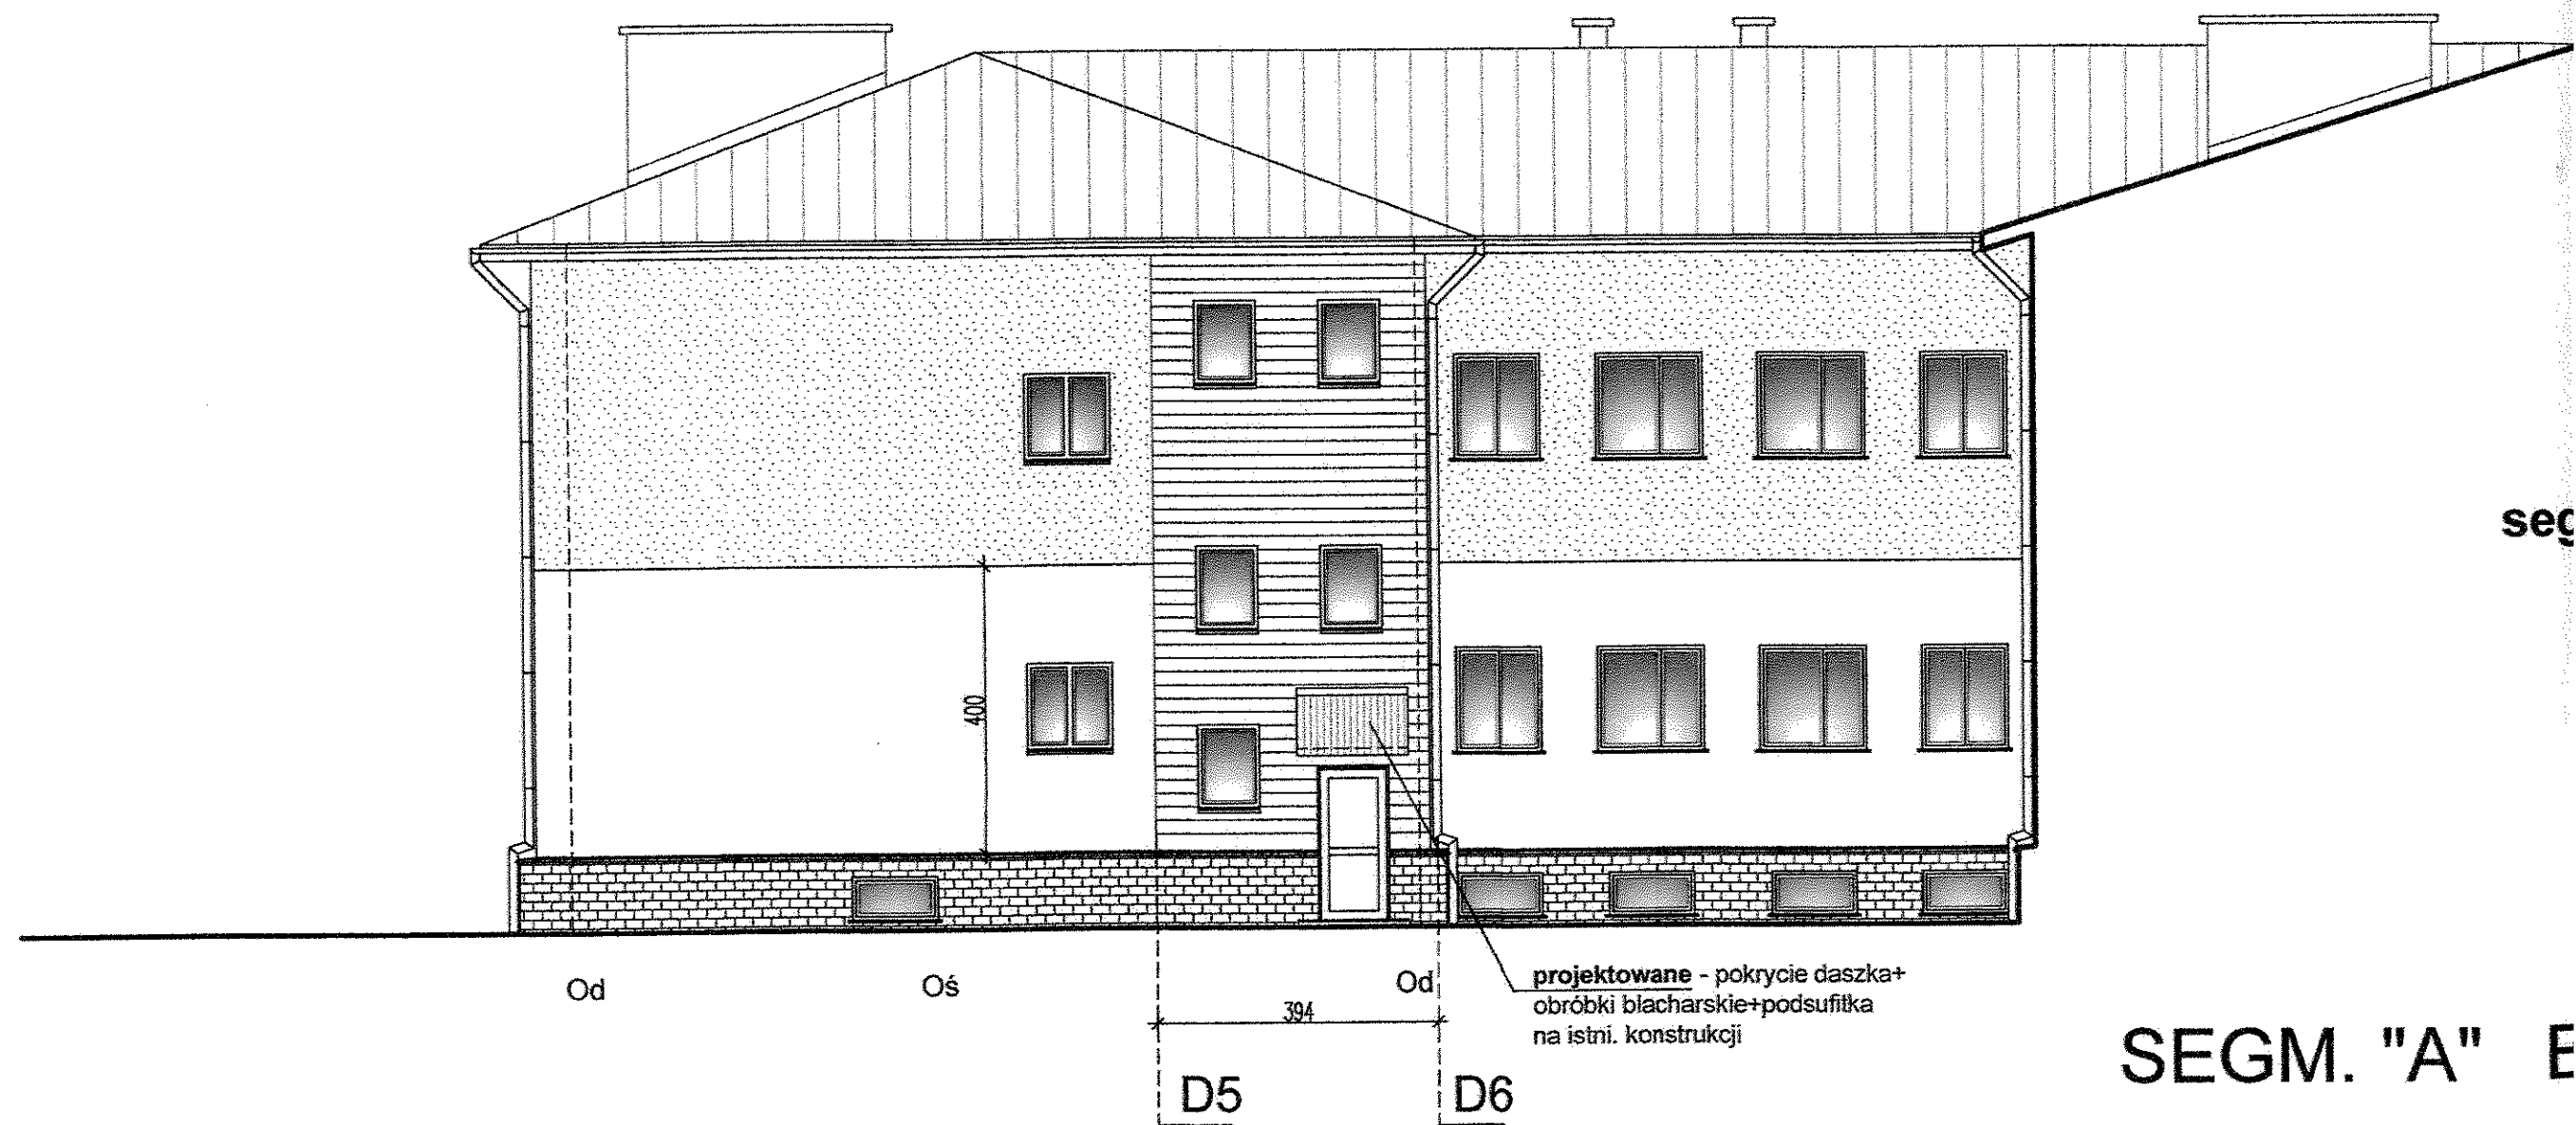 seg
400
Od
Oś
Od
projektowane - pokrycie daszka+
obróbki blacharskie+podsufitka
na istni. konstrukcji
394
SEGM. "A"
D5
D6